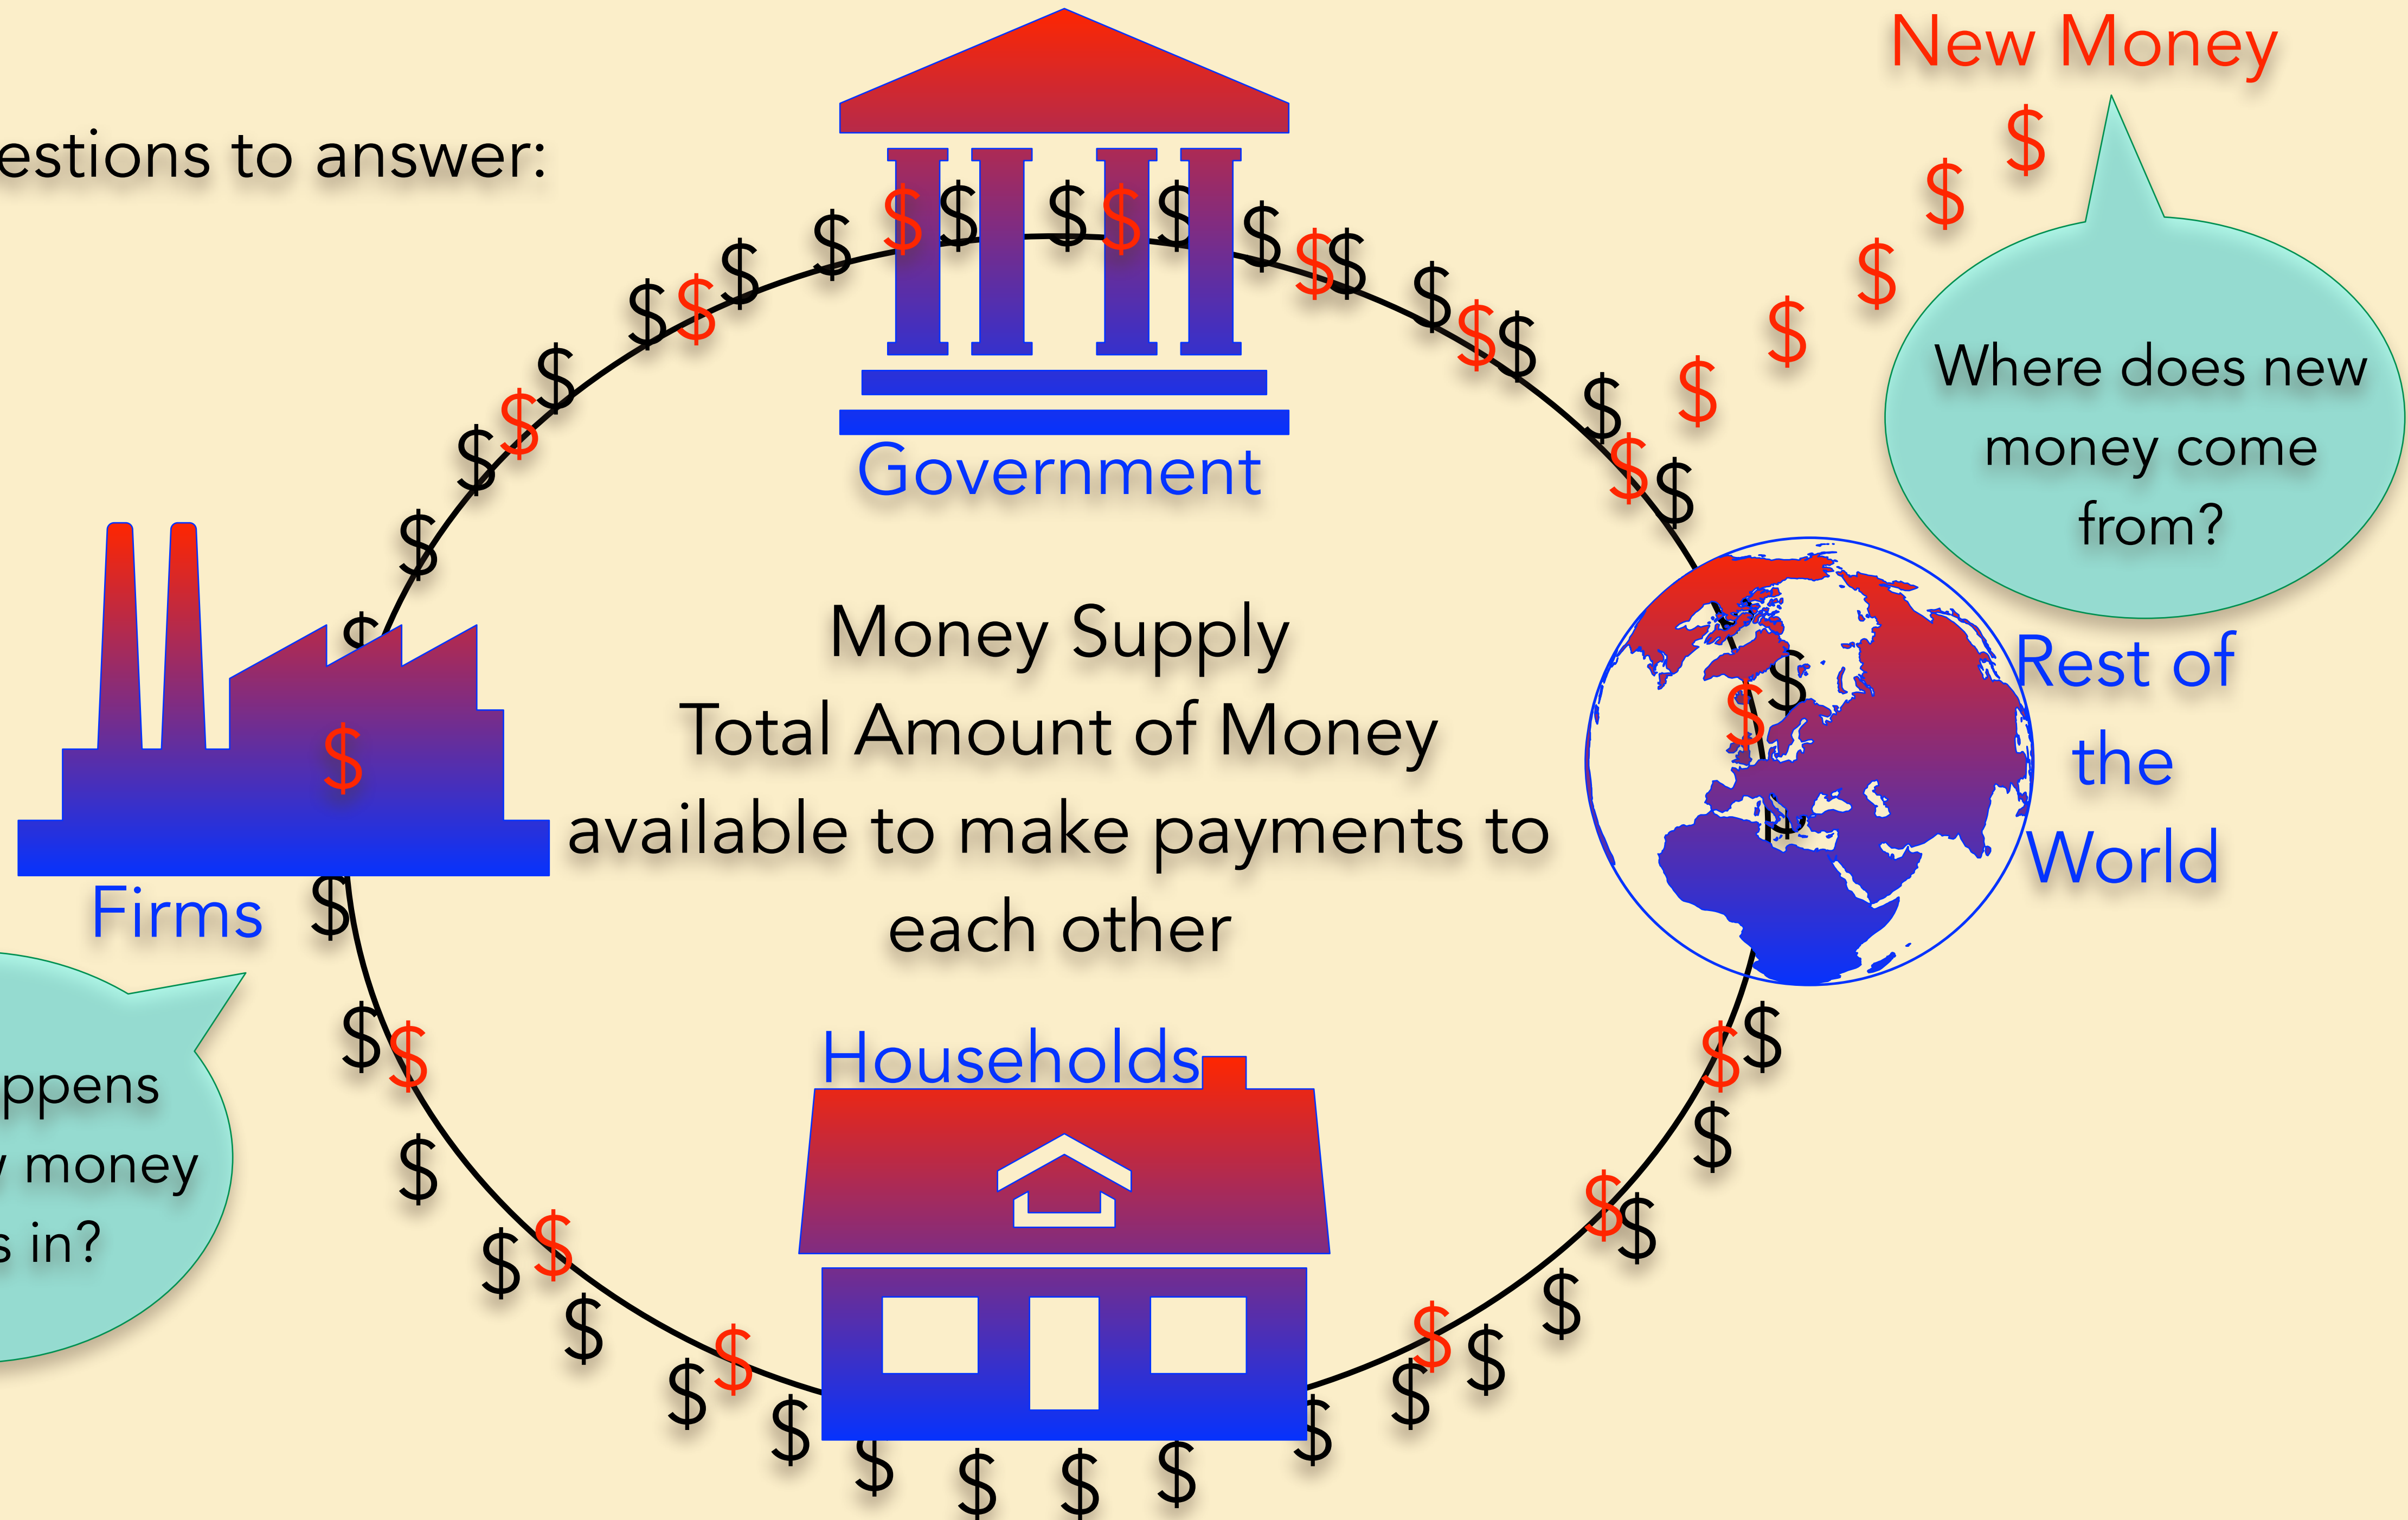 New Money
estions to answer:
Where does new
money come
from?
Government
Money Supply
Total Amount of Money
available to make payments to
each other
Rest of
the
World
Firms
Households
ppens
money
s in?